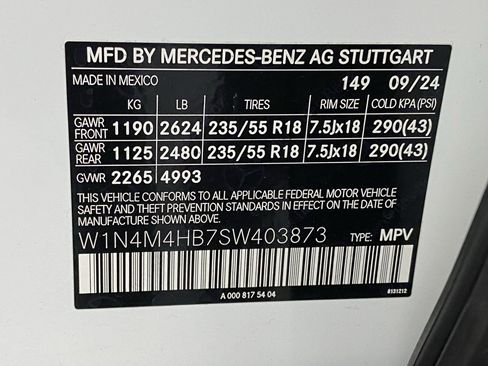 MFD BY MERCEDES-BENZ AG STUTTGART
MADE IN MEXICO 149 09/24
KG LB TIRES RIM SIZE COLD KPA (PSI)
GAWR FRONT 1190 2624 235/55 R18 7.5Jx18 290(43)
GAWR REAR 1125 2480 235/55 R18 7.5Jx18 290(43)
GVWR 2265 4993
THIS VEHICLE CONFORMS TO ALL APPLICABLE FEDERAL MOTOR VEHICLE
SAFETY AND THEFT PREVENTION STANDARDS IN EFFECT ON THE DATE OF
MANUFACTURE SHOWN ABOVE.
W1N4M4HB7SW403873 TYPE: MPV
A 000 817 54 04 8131212